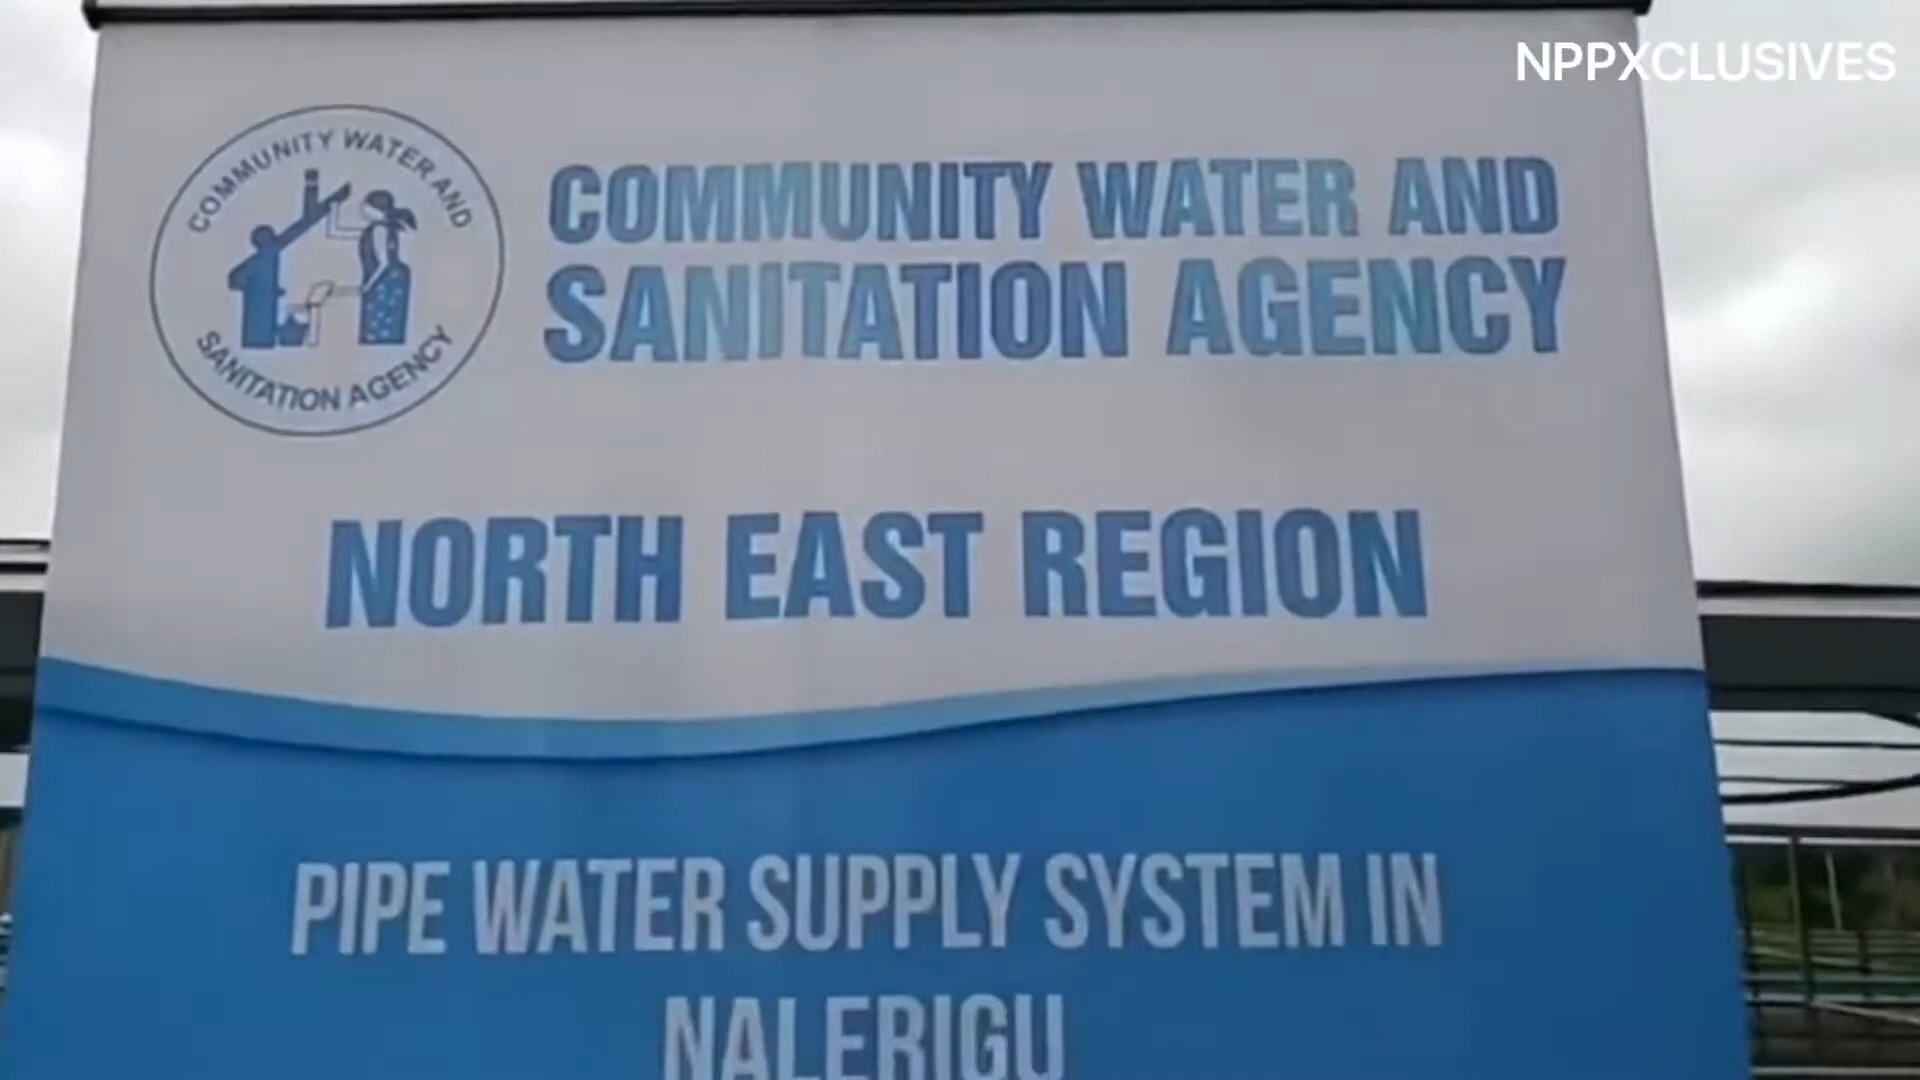 NPPXCLUSIVES
COMMUNITY WATER AND
SANITATION AGENCY
COMMUNITY WATER AND
SANITATION AGENCY
NORTH EAST REGION
PIPE WATER SUPPLY SYSTEM IN
NALERIGU